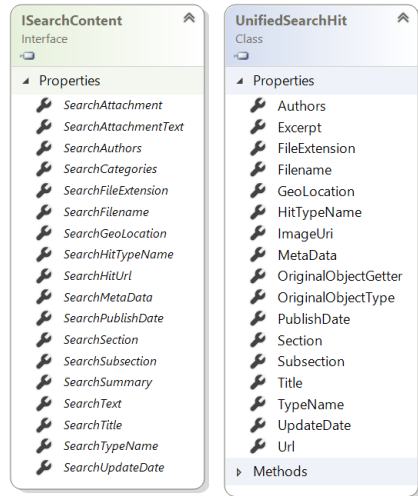 ISearchContent
Interface
Properties
SearchAttachment
SearchAttachmentText
SearchAuthors
SearchCategories
SearchFileExtension
SearchFilename
SearchGeoLocation
SearchHitTypeName
SearchHitUrl
SearchMetaData
SearchPublishDate
SearchSection
SearchSubsection
SearchSummary
SearchText
SearchTitle
SearchTypeName
SearchUpdateDate
UnifiedSearchHit
Class
Properties
Authors
Excerpt
FileExtension
Filename
GeoLocation
HitTypeName
ImageUri
MetaData
OriginalObjectGetter
OriginalObjectType
PublishDate
Section
Subsection
Title
TypeName
UpdateDate
Url
Methods